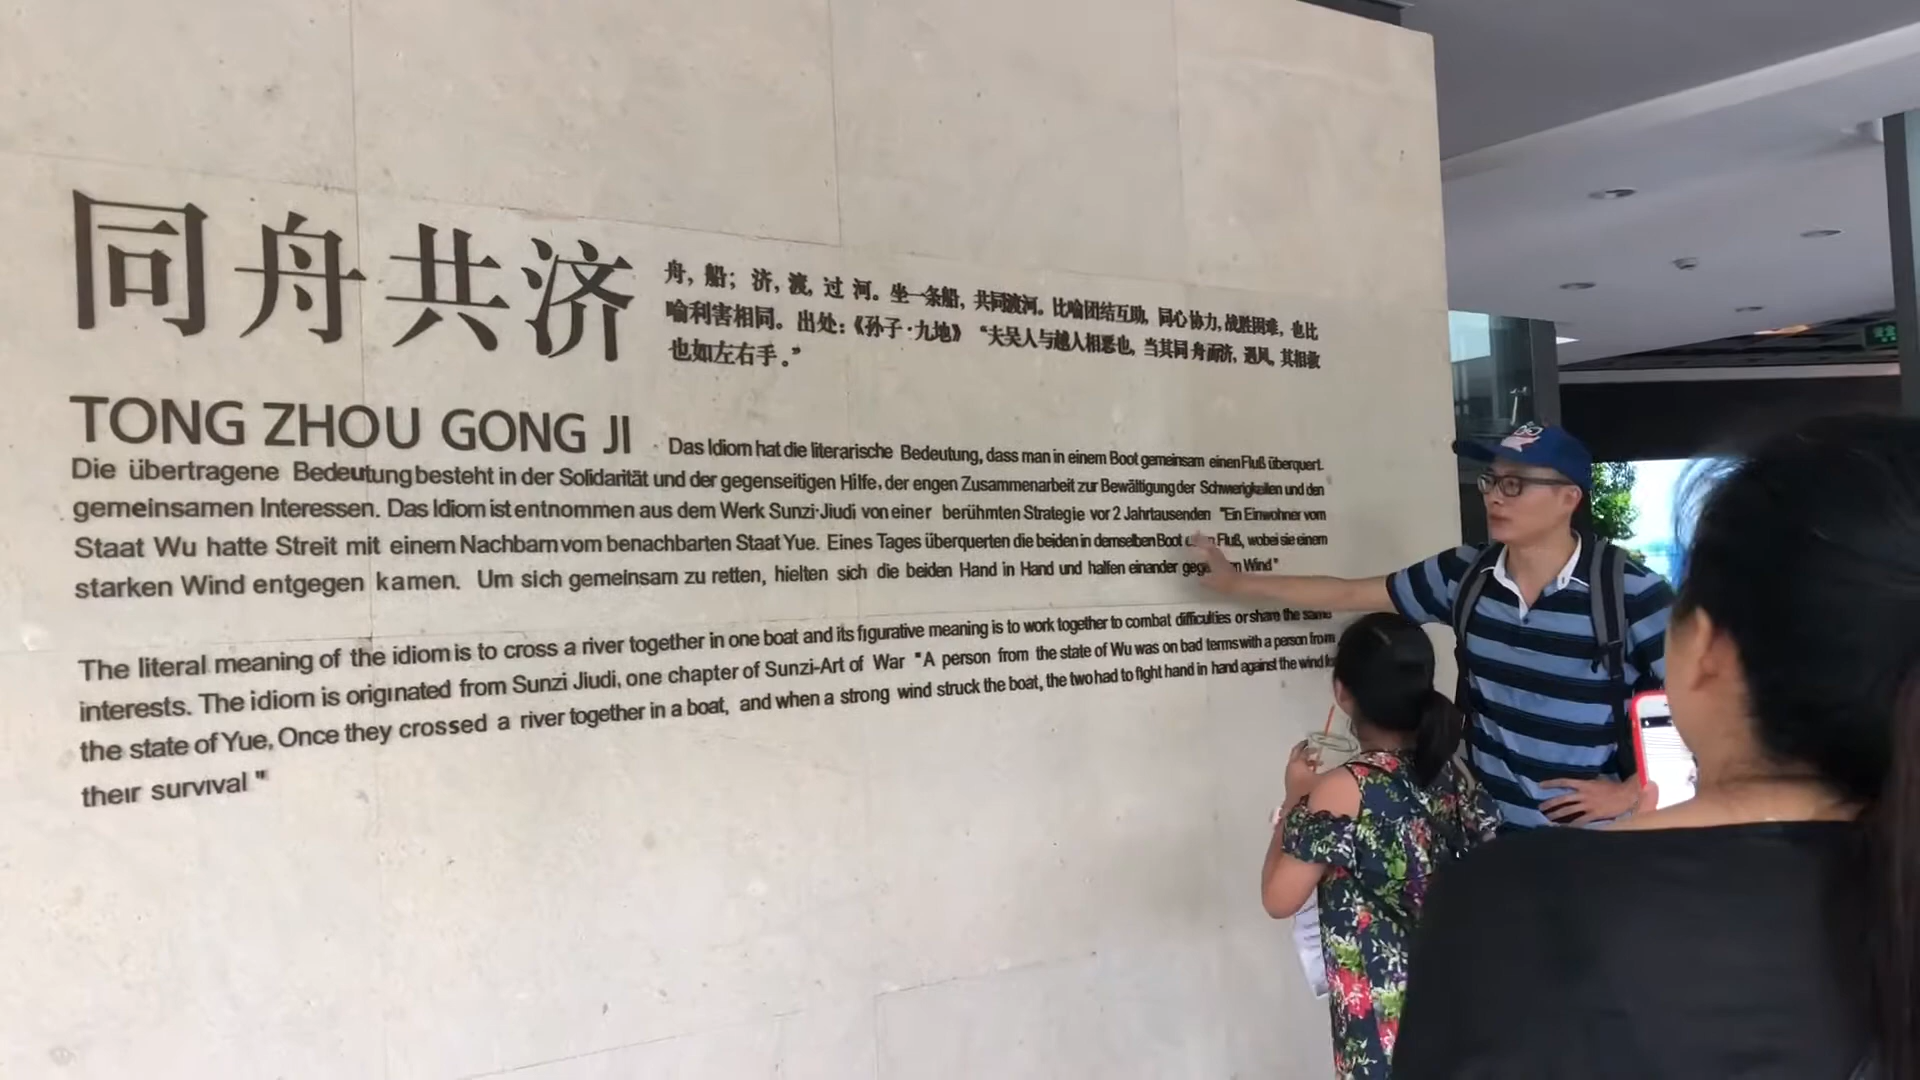 同舟共济
舟，船；济，渡，过 河。坐一条船，共同渡河。比喻团结互助，同心协力，战胜困难，也比
喻利害相同。出处：《孙子·九地》 “夫吴人与越人相恶也，当其同舟而济，遇风，其相救
也如左右手。”
TONG ZHOU GONG JI
Das Idiom hat die literarische Bedeutung, dass man in einem Boot gemeinsam einen Fluß überquert.
Die übertragene Bedeutung besteht in der Solidarität und der gegenseitigen Hilfe, der engen Zusammenarbeit zur Bewältigung der Schwierigkeiten und den
gemeinsamen Interessen. Das Idiom ist entnommen aus dem Werk Sunzi·Jiudi von einer berühmten Strategie vor 2 Jahrtausenden "Ein Einwohner vom
Staat Wu hatte Streit mit einem Nachbarn vom benachbarten Staat Yue. Eines Tages überquerten die beiden in demselben Boot Fluß, wobei sie einem
starken Wind entgegen kamen. Um sich gemeinsam zu retten, hielten sich die beiden Hand in Hand und halfen einander Wind"
The literal meaning of the idiom is to cross a river together in one boat and its figurative meaning is to work together to combat difficulties or share the same
interests. The idiom is originated from Sunzi Jiudi, one chapter of Sunzi-Art of War "A person from the state of Wu was on bad terms with a person from
the state of Yue, Once they crossed a river together in a boat, and when a strong wind struck the boat, the two had to fight hand in hand against the wind for
their survival "